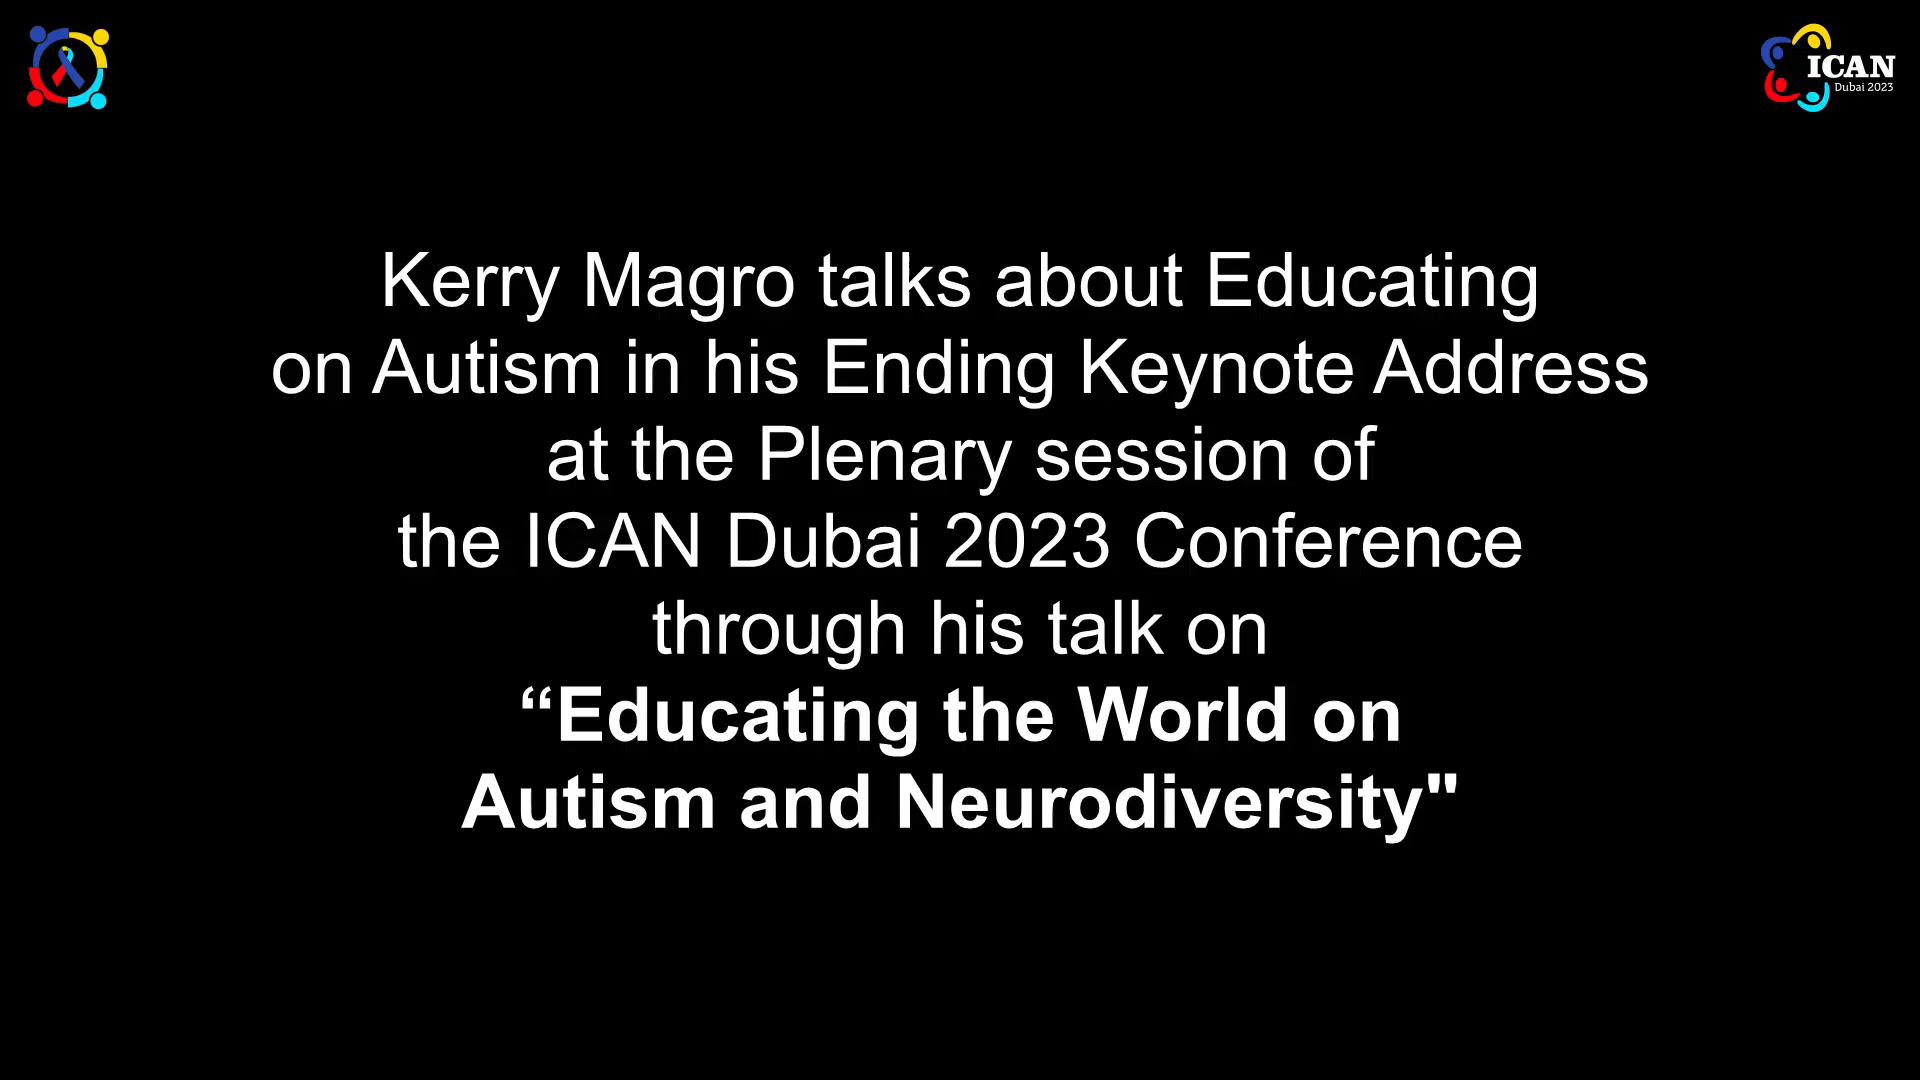 ICAN
Dubai 2023
Kerry Magro talks about Educating
on Autism in his Ending Keynote Address
at the Plenary session of
the ICAN Dubai 2023 Conference
through his talk on
“Educating the World on
Autism and Neurodiversity"